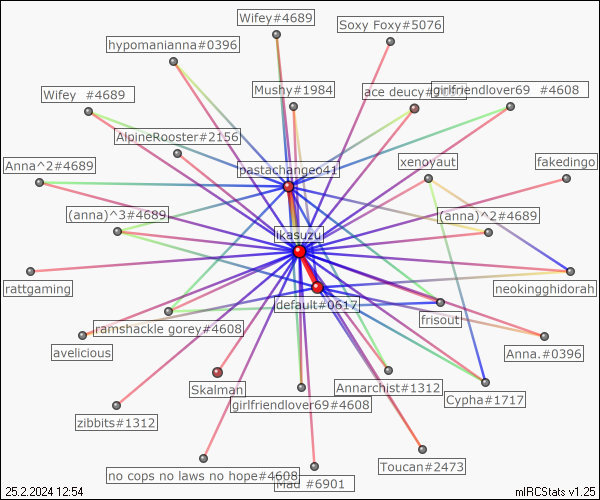 Wifey#4689
Soxy Foxy#5076
hypomanianna#0396
Mushy#1984
ace deucy#
girlfriendlover69 #4608
Wifey #4689
AlpineRooster#2156
Anna^2#4689
pastachangeo41
xenoyaut
fakedingo
(anna)^3#4689
(anna)^2#4689
ikasuzu
rattgaming
default#0617
neokingghidorah
ramshackle gorey#4608
frisout
avelicious
Anna.#0396
Skalman
Annarchist#1312
girlfriendlover69#4608
Cypha#1717
zibbits#1312
Toucan#2473
no cops no laws no hope#4608
Mad #6901
25.2.2024 12:54
mIRCStats v1.25